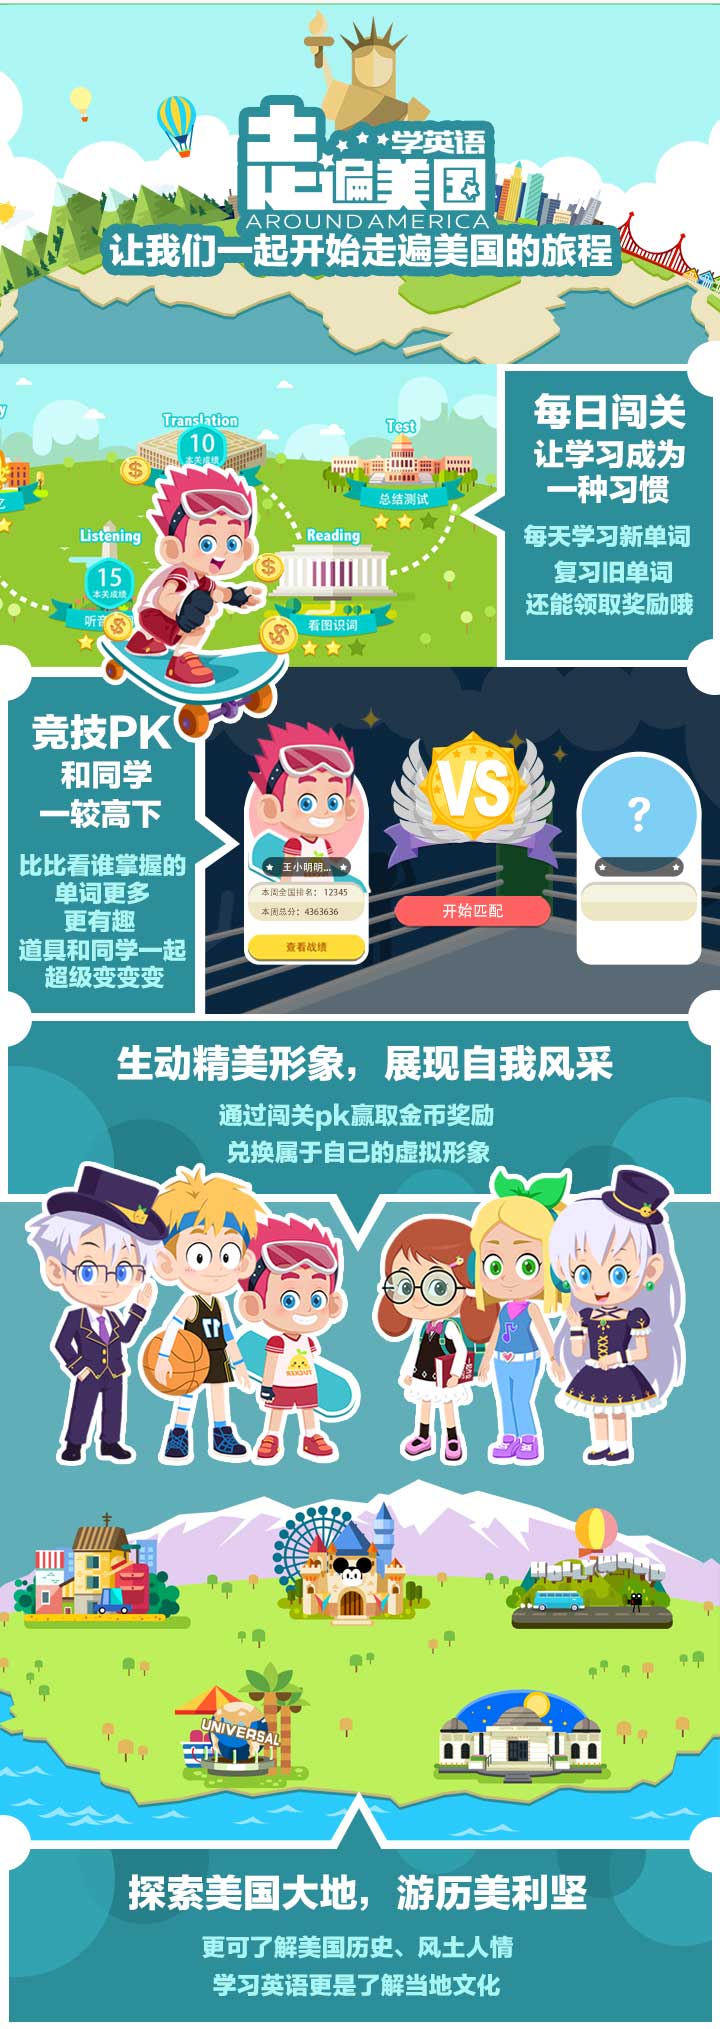 学英语
走遍美国
AROUNDAMERICA
让我们一起开始走遍美国的旅程
Translation
10
本关成绩
Test
总结测试
Listening
15
本关成绩
听音
Reading
看图识词
每日闯关
让学习成为
一种习惯
每天学习新单词
复习旧单词
还能领取奖励哦
竞技PK
和同学
一较高下
比比看谁掌握的
单词更多
更有趣
道具和同学一起
超级变变变
VS
?
王小明明...
本周全国排名: 12345
本周总分: 4363636
查看战绩
开始匹配
生动精美形象，展现自我风采
通过闯关pk赢取金币奖励
兑换属于自己的虚拟形象
11
HOLLYWOOD
UNIVERSAL
探索美国大地，游历美利坚
更可了解美国历史、风土人情
学习英语更是了解当地文化